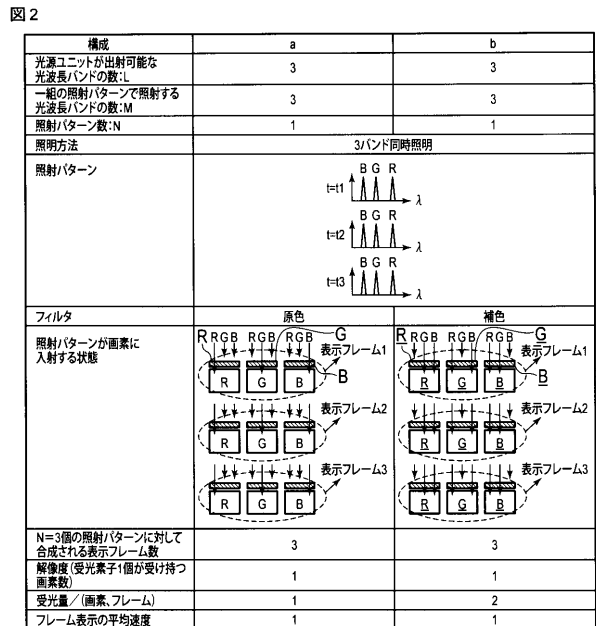 図2
構成 a b
光源ユニットが出射可能な
光波長バンドの数:L 3 3
一組の照射パターンで照射する
光波長バンドの数:M 3 3
照射パターン数:N 1 1
照明方法 3バンド同時照明
照射パターン
B G R
t=t1 λ
B G R
t=t2 λ
B G R
t=t3 λ
フィルタ 原色 補色
照射パターンが画素に
入射する状態
R RGB RGB RGB G
表示フレーム1
B
R G B
表示フレーム2
R G B
表示フレーム3
R G B
R RGB RGB RGB G
表示フレーム1
B
R G B
表示フレーム2
R G B
表示フレーム3
R G B
N=3個の照射パターンに対して
合成される表示フレーム数 3 3
解像度(受光素子1個が受け持つ
画素数) 1 1
受光量/(画素、フレーム) 1 2
フレーム表示の平均速度 1 1